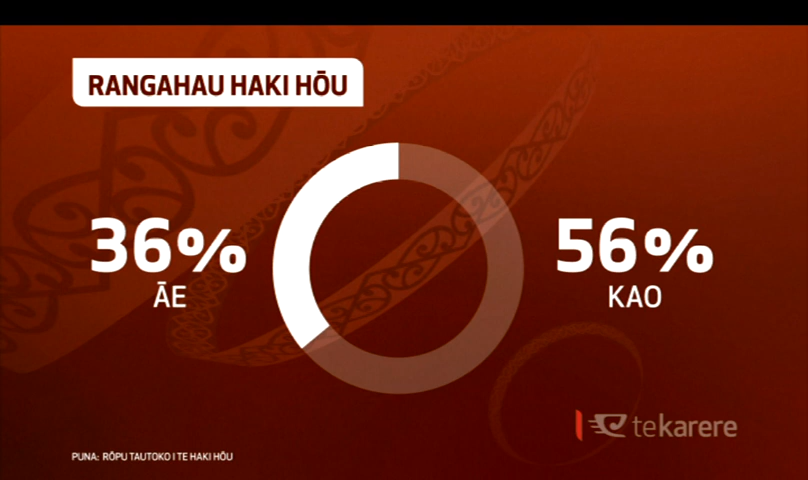 RANGAHAU HAKI HŌU
36%
ĀE
56%
KAO
tekarere
PUNA: RŌPU TAUTOKO I TE HAKI HŌU